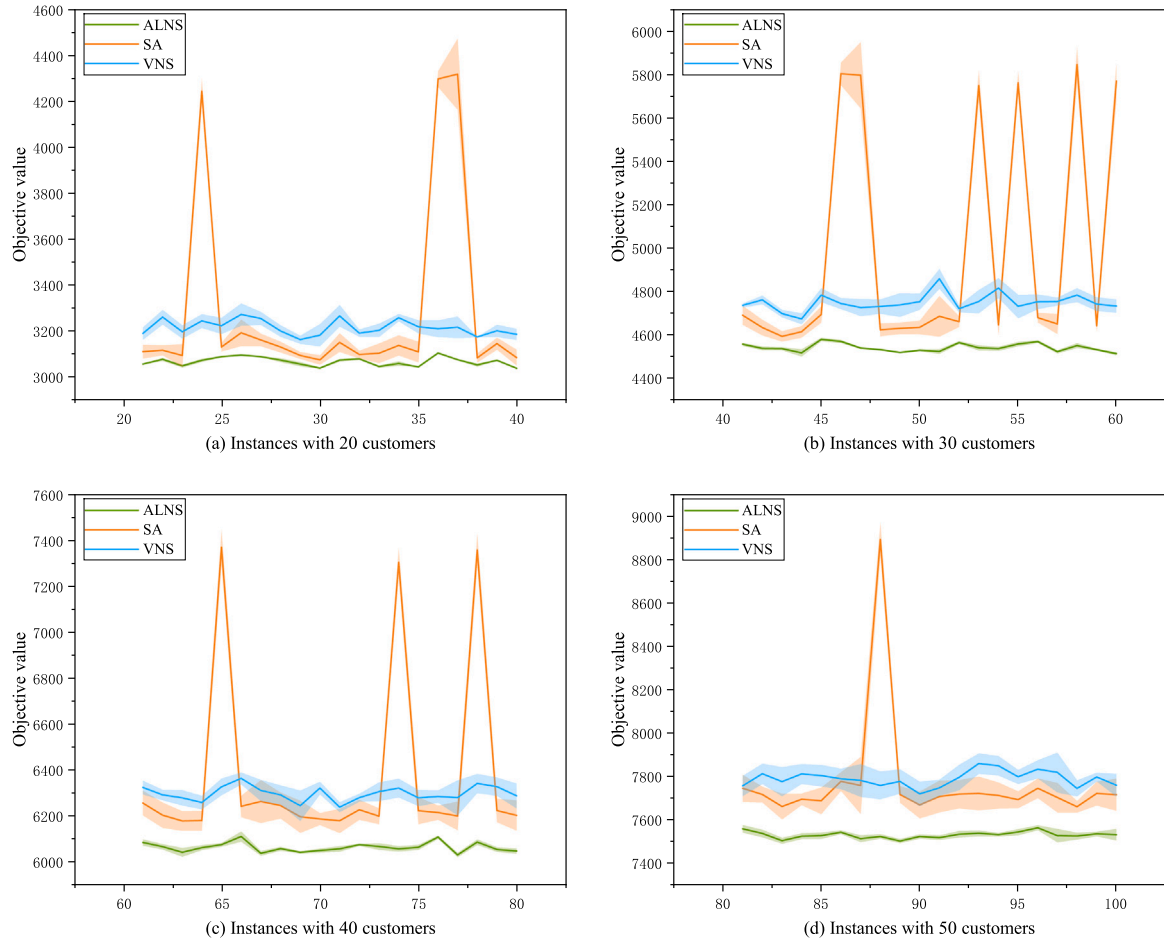 4600
4400
4200
4000
3800
3600
3400
3200
3000
Objective value
ALNS
SA
VNS
20 25 30 35 40
(a) Instances with 20 customers
6000
5800
5600
5400
5200
5000
4800
4600
4400
Objective value
ALNS
SA
VNS
40 45 50 55 60
(b) Instances with 30 customers
7600
7400
7200
7000
6800
6600
6400
6200
6000
Objective value
ALNS
SA
VNS
60 65 70 75 80
(c) Instances with 40 customers
9000
8800
8600
8400
8200
8000
7800
7600
7400
Objective value
ALNS
SA
VNS
80 85 90 95 100
(d) Instances with 50 customers